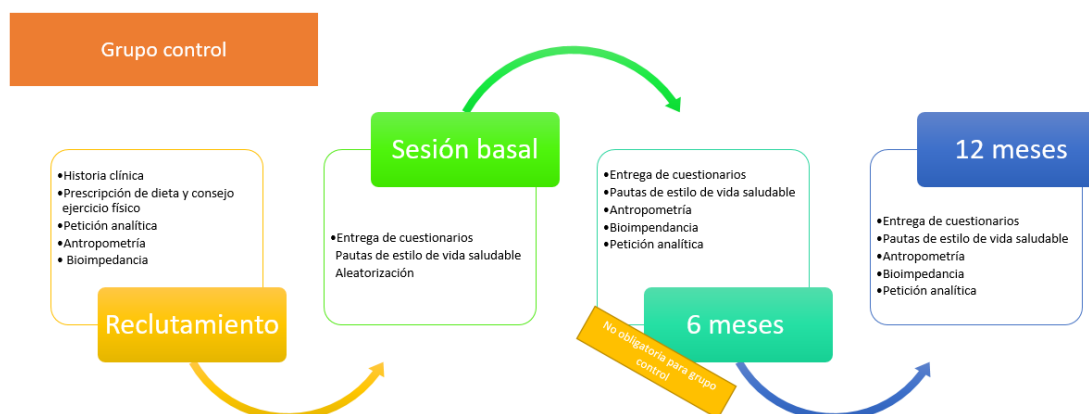 Grupo control
•Historia clínica
•Prescripción de dieta y consejo
ejercicio físico
•Petición analítica
•Antropometría
• Bioimpedancia
Reclutamiento
Sesión basal
•Entrega de cuestionarios
Pautas de estilo de vida saludable
Aleatorización
•Entrega de cuestionarios
•Pautas de estilo de vida saludable
•Antropometría
•Bioimpendancia
•Petición analítica
6 meses
No obligatoria para grupo
control
12 meses
•Entrega de cuestionarios
•Pautas de estilo de vida saludable
•Antropometría
•Bioimpedancia
•Petición analítica